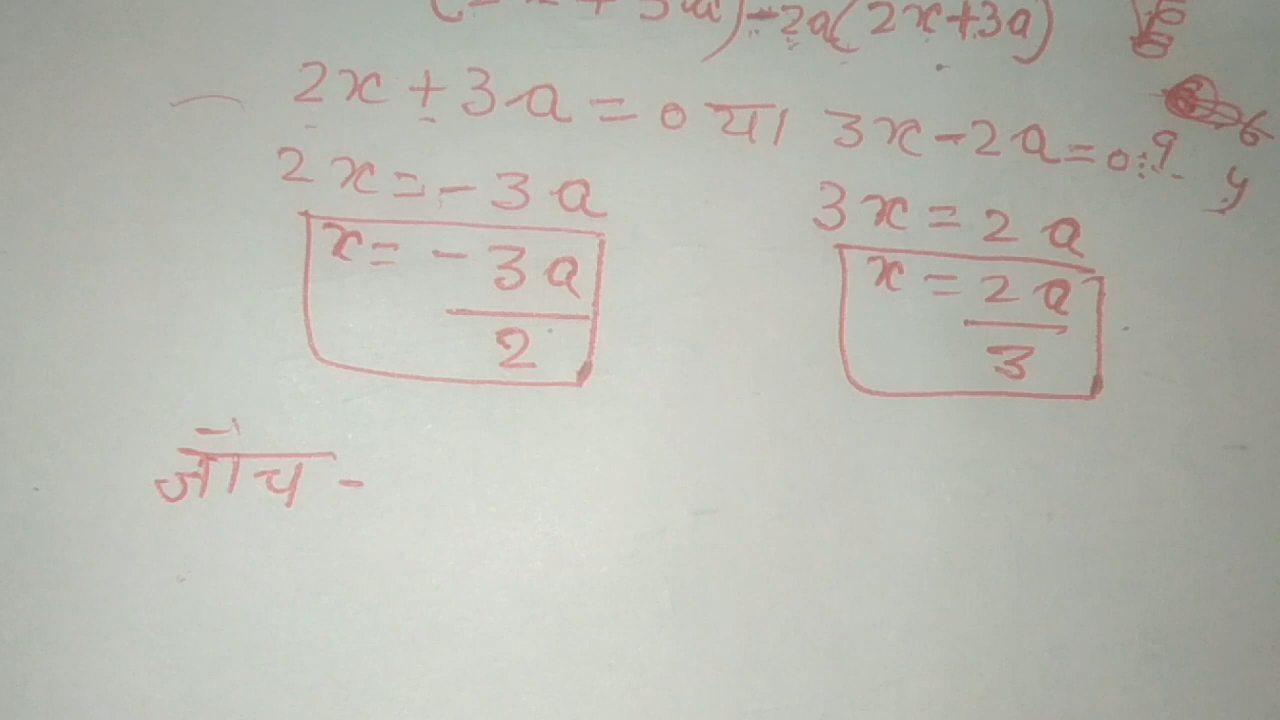 -2a(2x+3a)
2x+3a=0 या 3x-2a=0
2x=-3a
3x=2a
x=-3a/2
x=2a/3
जाँच -